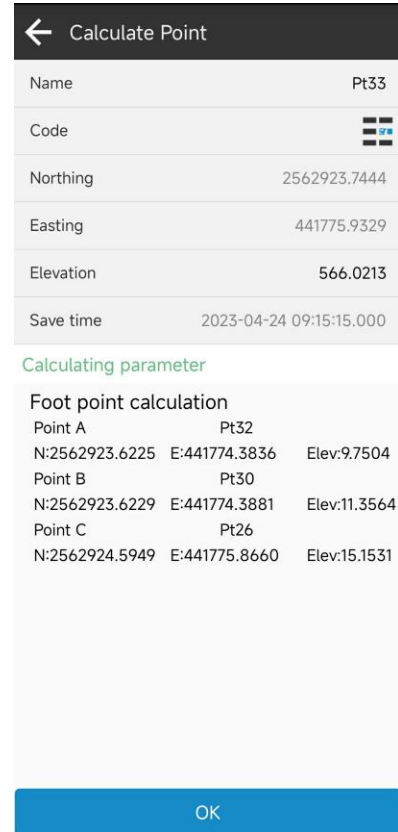 Calculate Point
Name Pt33
Code
Northing 2562923.7444
Easting 441775.9329
Elevation 566.0213
Save time 2023-04-24 09:15:15.000
Calculating parameter
Foot point calculation
Point A Pt32
N:2562923.6225 E:441774.3836 Elev:9.7504
Point B Pt30
N:2562923.6229 E:441774.3881 Elev:11.3564
Point C Pt26
N:2562924.5949 E:441775.8660 Elev:15.1531
OK